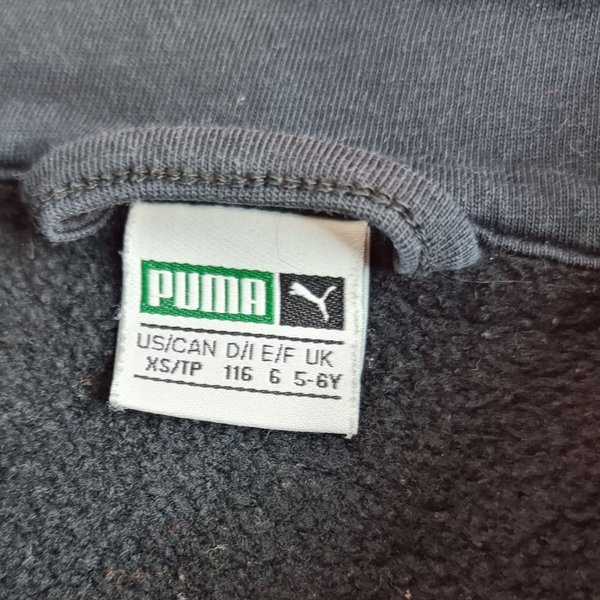 PUMA
US/CAN D/I E/F UK
XS/TP 116 6 5-6Y